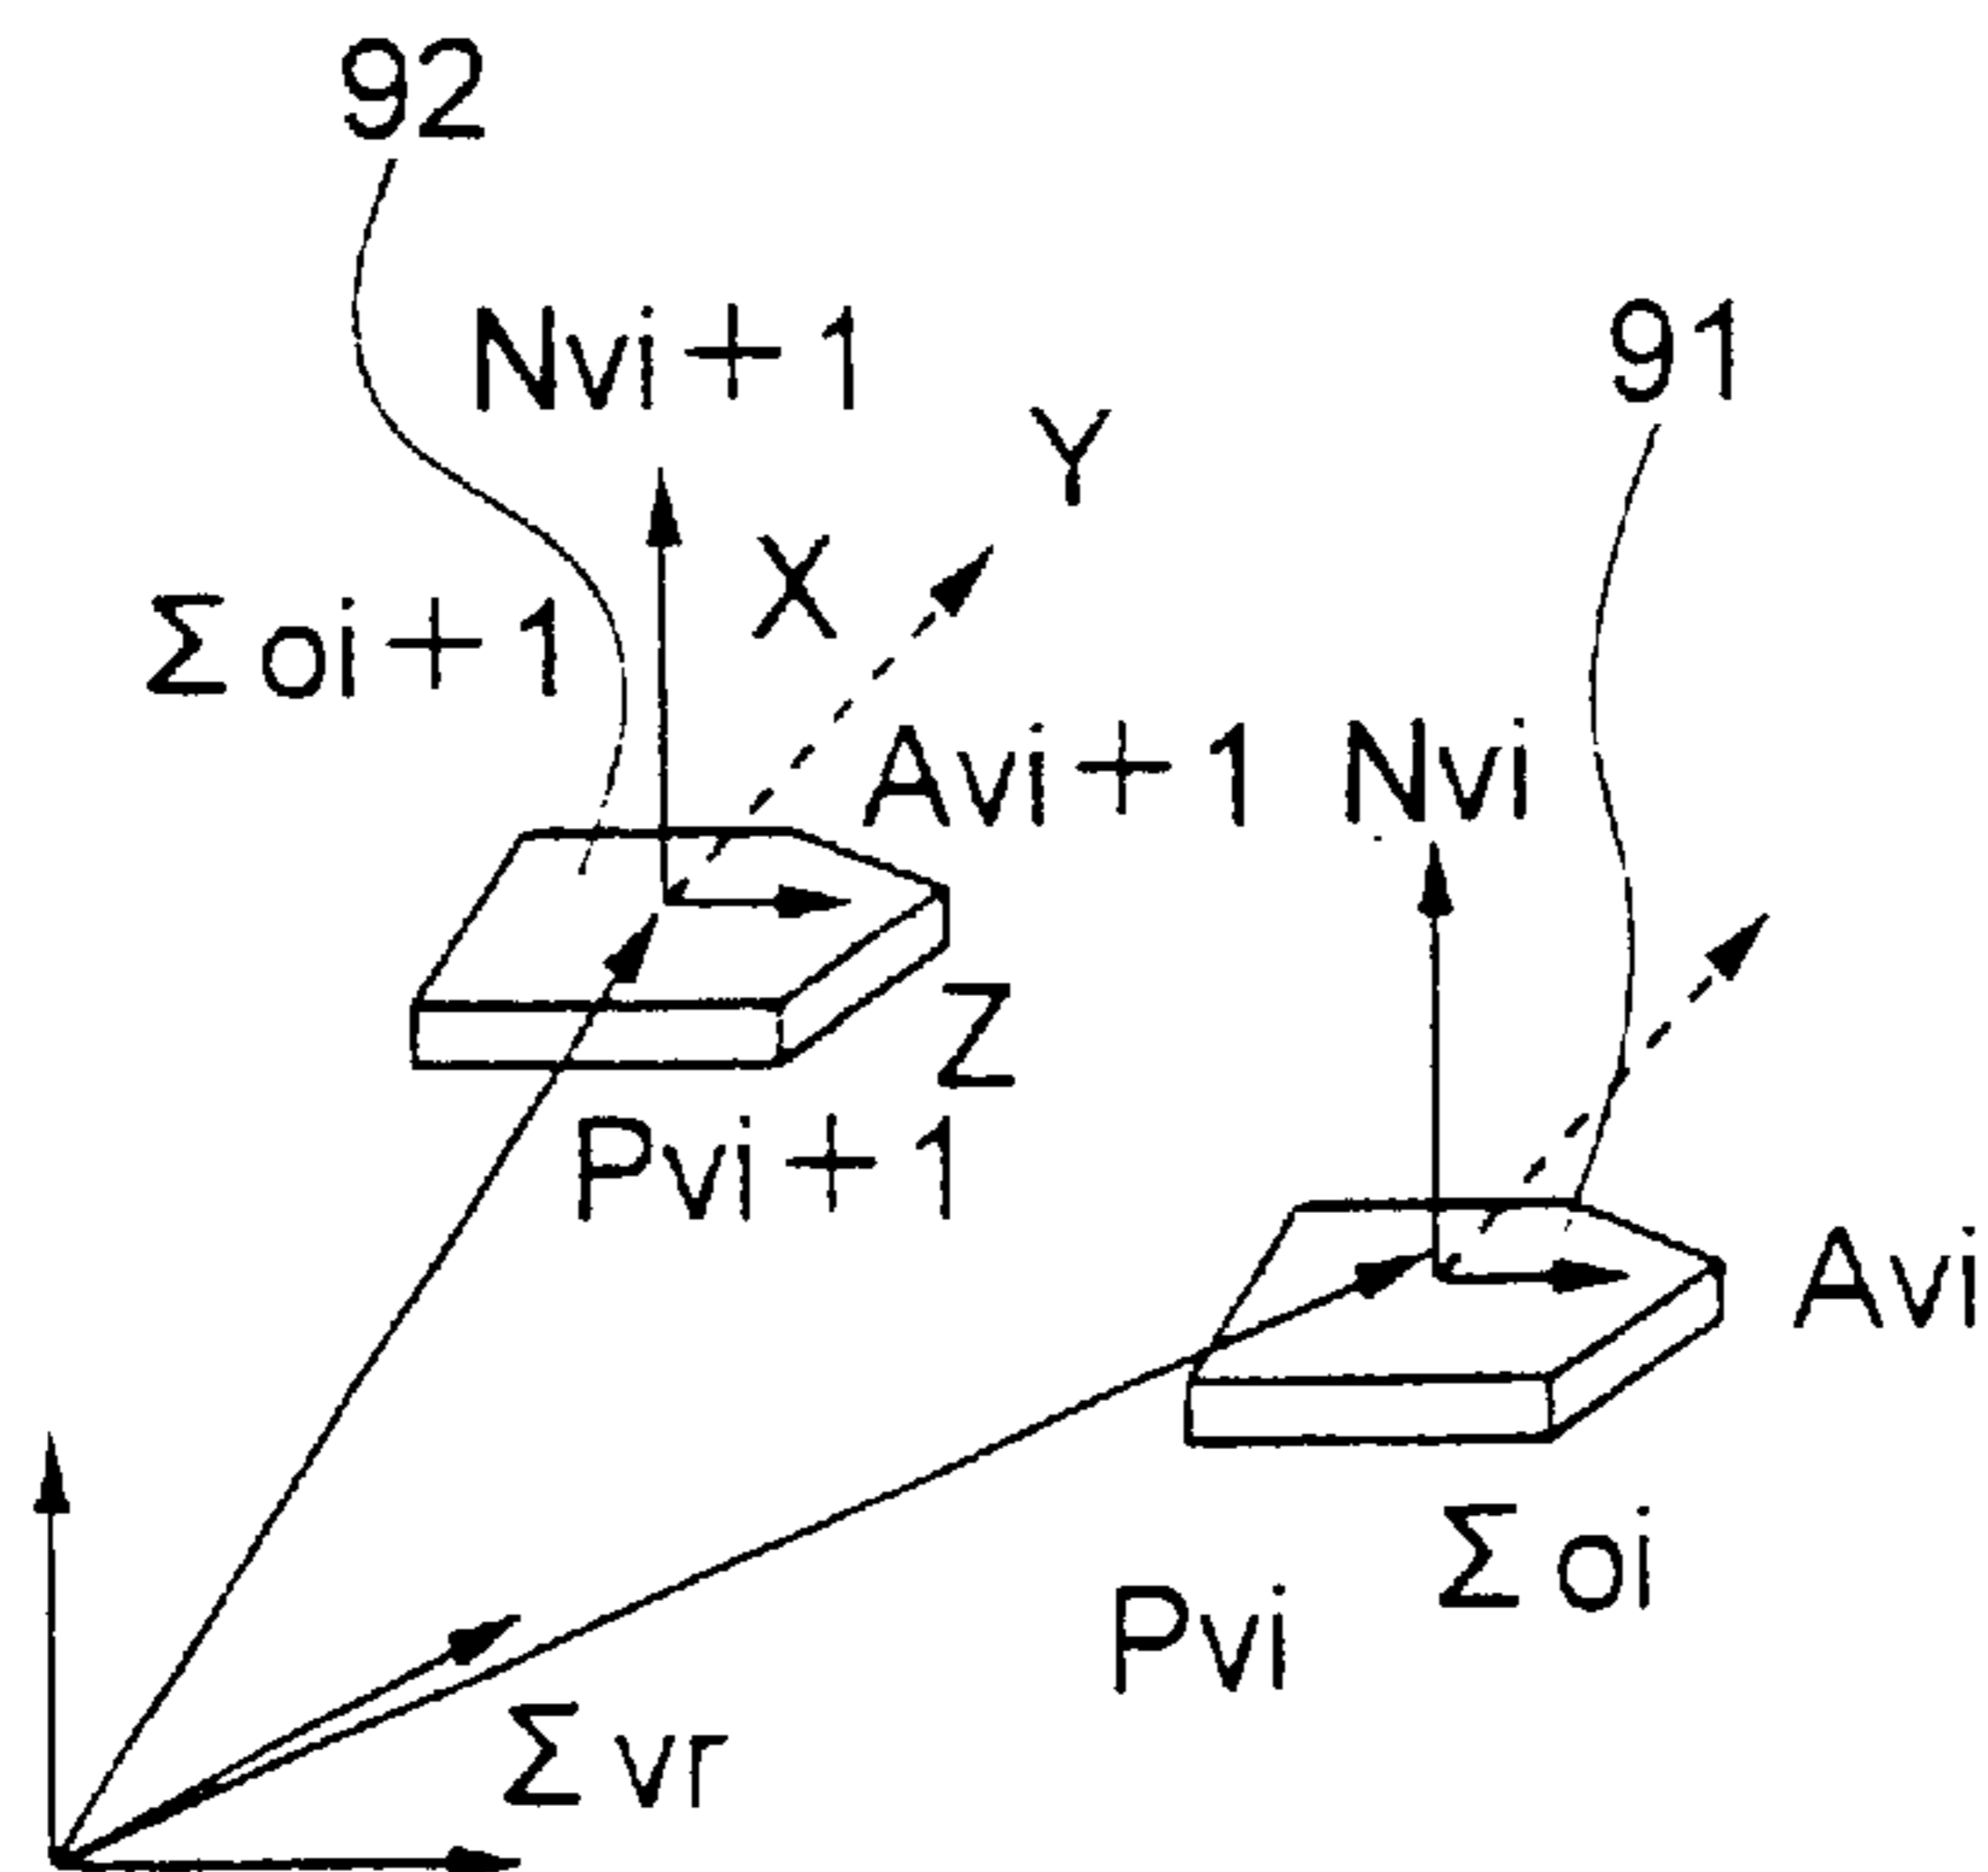 92
Nvi+1
91
Y
X
Σoi+1
Avi+1
Nvi
Z
Pvi+1
Avi
Σoi
Pvi
Σvr